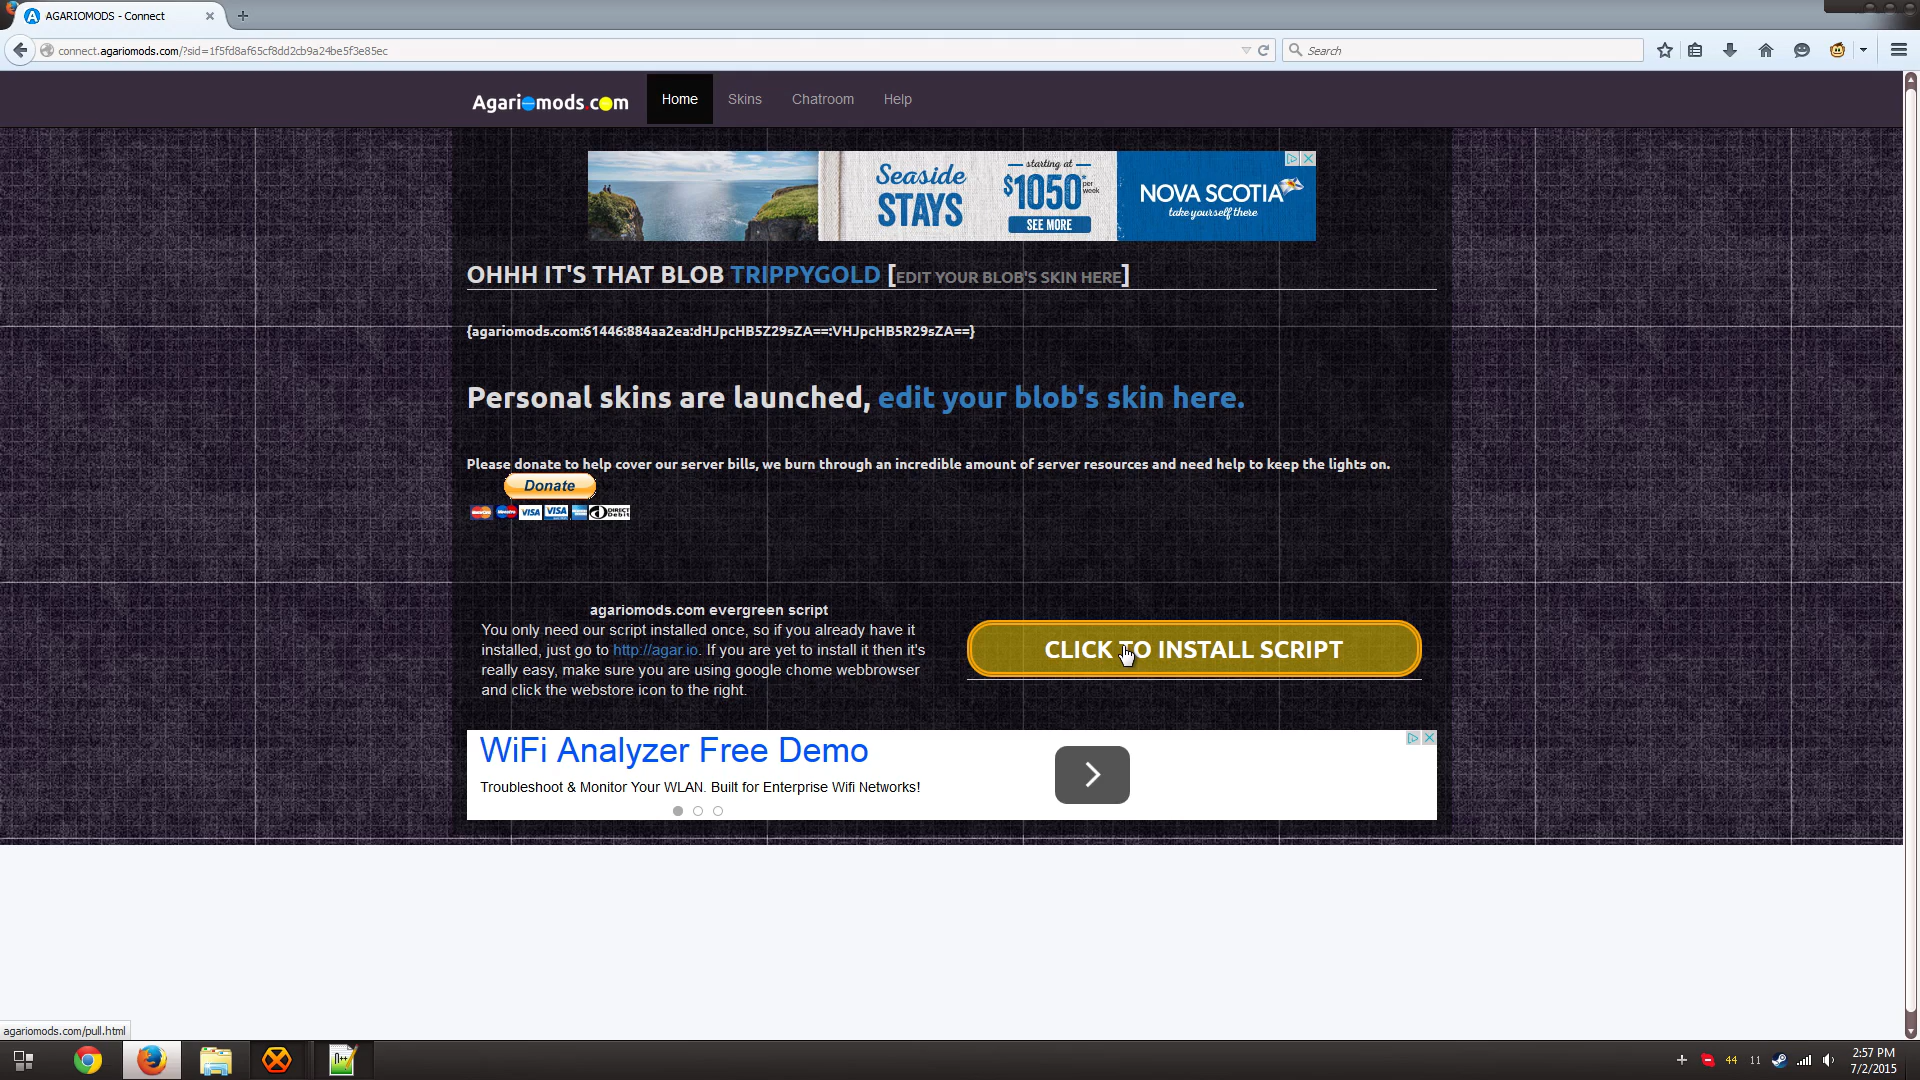 AGARIOMODS - Connect
connect.agariomods.com/?sid=1f5fd8af65cf8dd2cb9a24be5f3e85ec
Search
Agariomods.com
Home
Skins
Chatroom
Help
Seaside
STAYS
starting at
$1050*
per
week
SEE MORE
NOVA SCOTIA
take yourself there
OHHH IT'S THAT BLOB TRIPPYGOLD [EDIT YOUR BLOB'S SKIN HERE]
{agariomods.com:61446:884aa2ea:dHJpcHB5Z29sZA==:VHJpcHB5R29sZA==}
Personal skins are launched, edit your blob's skin here.
Please donate to help cover our server bills, we burn through an incredible amount of server resources and need help to keep the lights on.
Donate
VISA
VISA
DIRECT
Debit
agariomods.com evergreen script
You only need our script installed once, so if you already have it
installed, just go to http://agar.io. If you are yet to install it then it's
really easy, make sure you are using google chome webbrowser
and click the webstore icon to the right.
CLICK TO INSTALL SCRIPT
WiFi Analyzer Free Demo
Troubleshoot & Monitor Your WLAN. Built for Enterprise Wifi Networks!
agariomods.com/pull.html
44
11
2:57 PM
7/2/2015